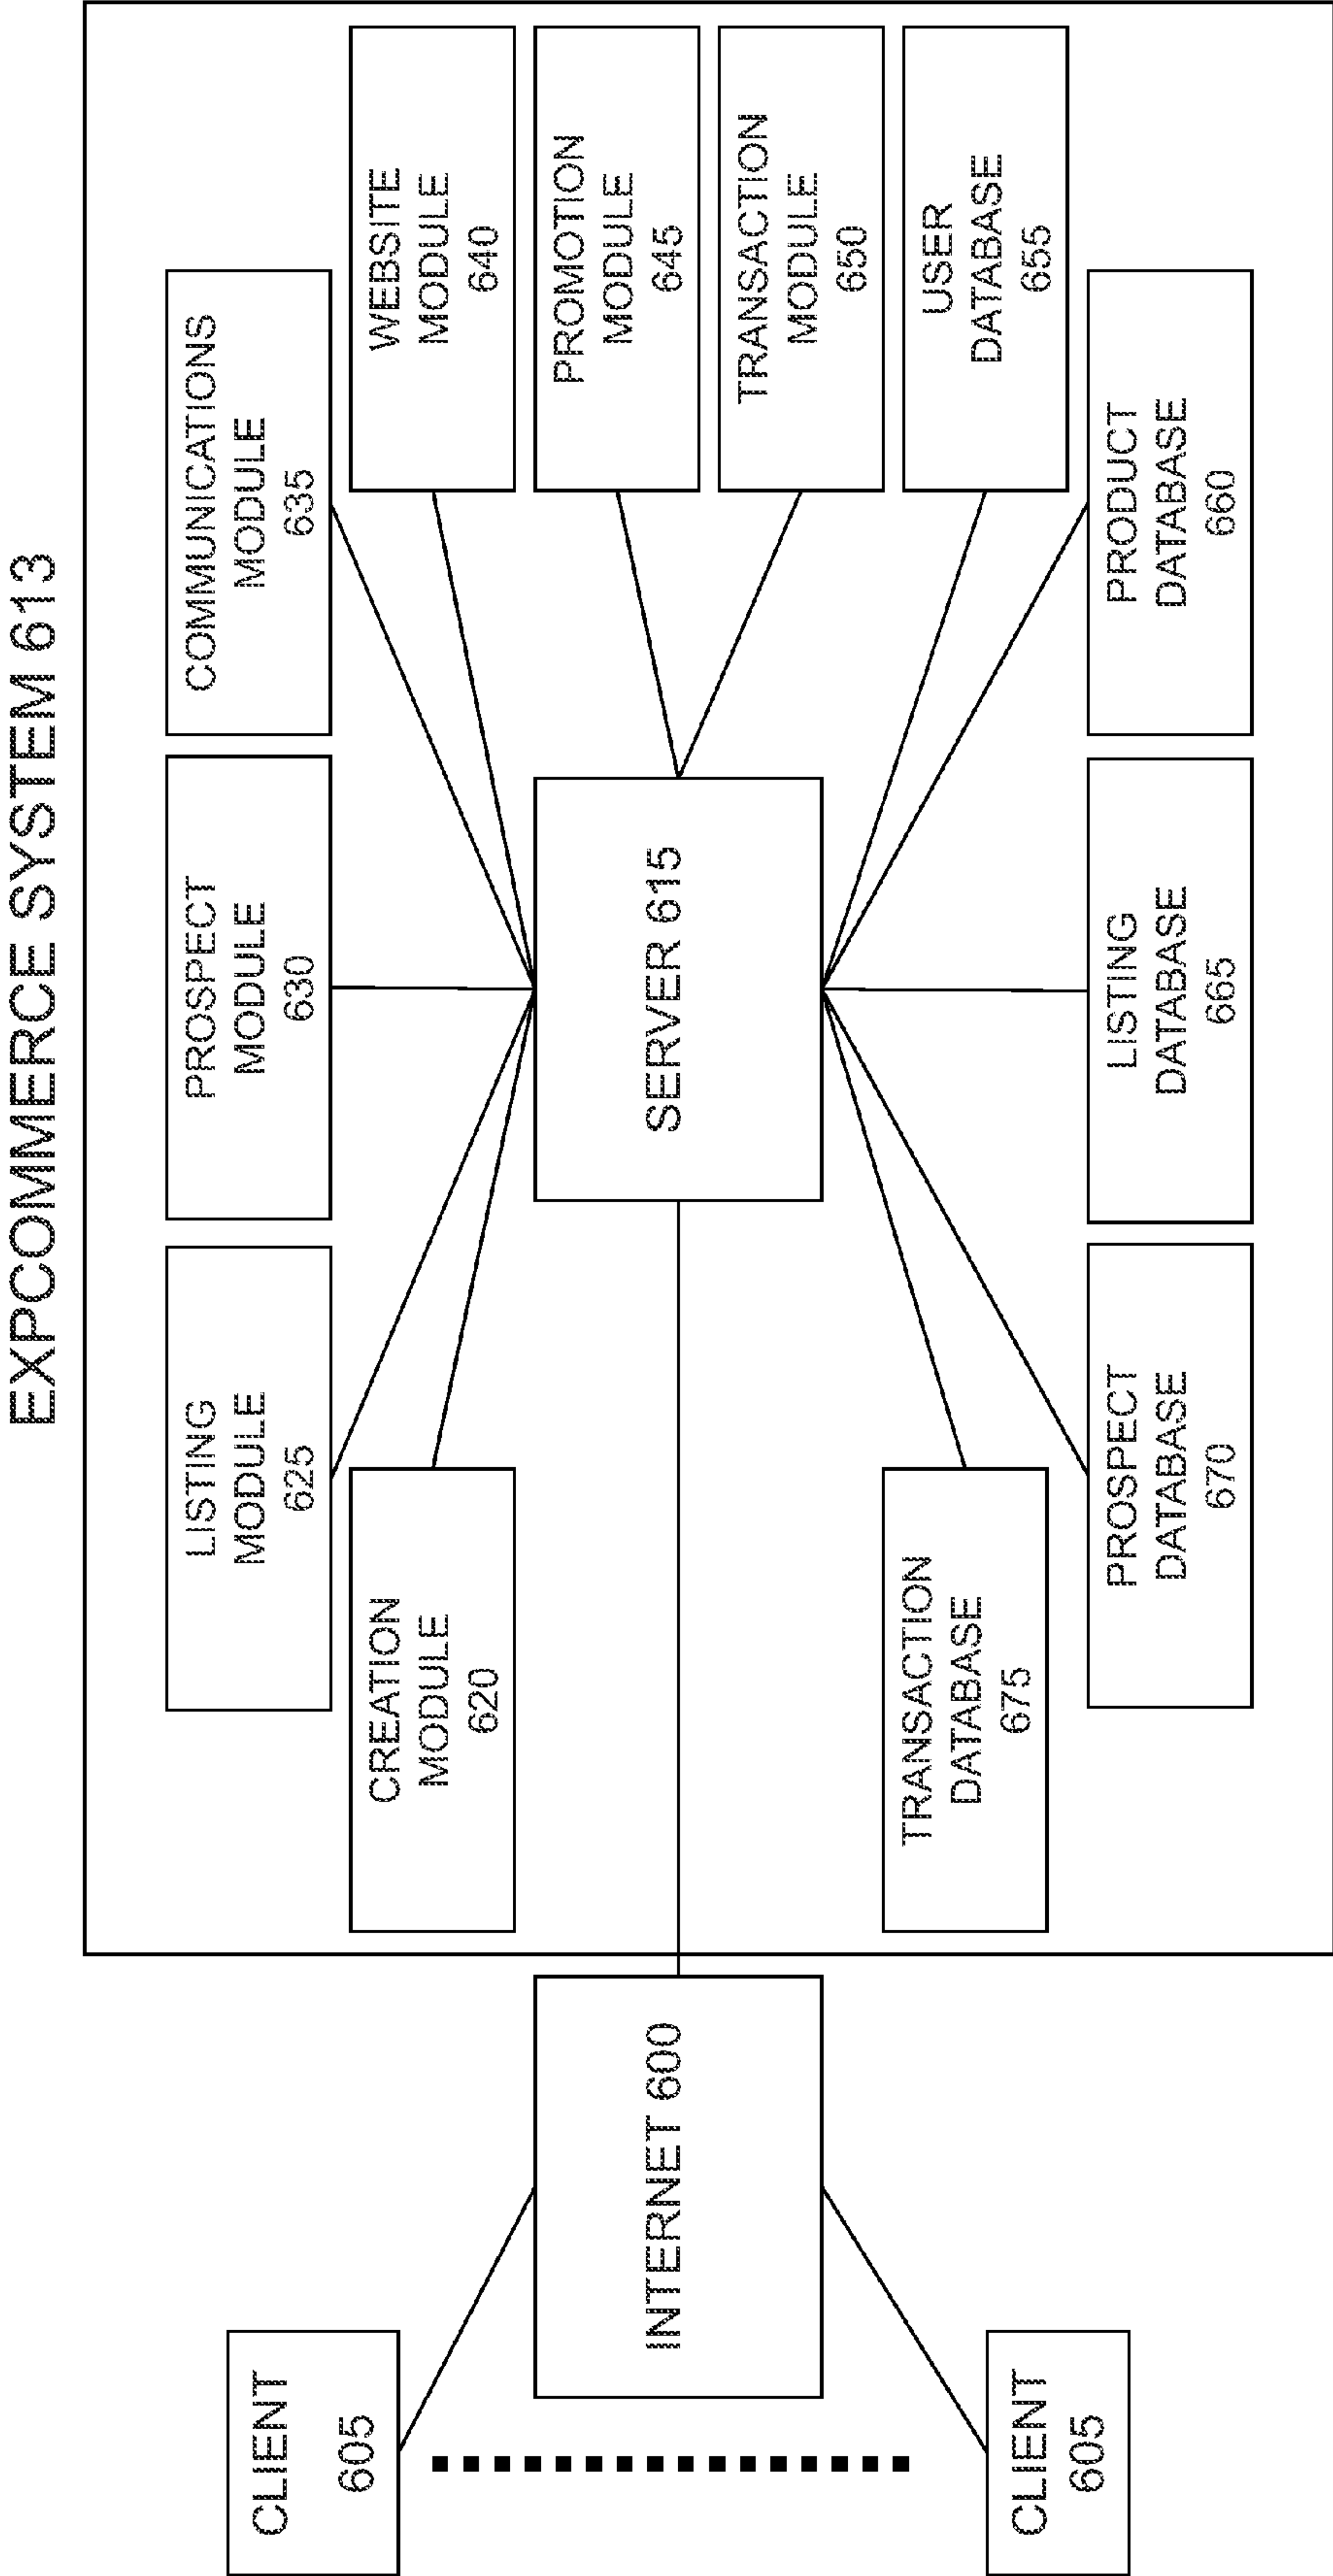 EXPCOMMERCE SYSTEM 613
CLIENT
605
CLIENT
605
INTERNET 600
CREATION
MODULE
620
LISTING
MODULE
625
PROSPECT
MODULE
630
COMMUNICATIONS
MODULE
635
WEBSITE
MODULE
640
PROMOTION
MODULE
645
TRANSACTION
MODULE
650
USER
DATABASE
655
SERVER 615
TRANSACTION
DATABASE
675
PROSPECT
DATABASE
670
LISTING
DATABASE
665
PRODUCT
DATABASE
660